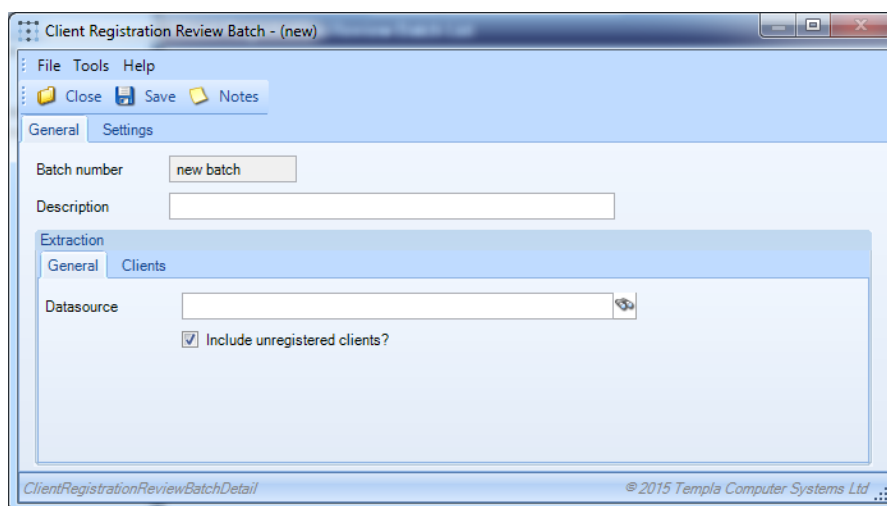 Client Registration Review Batch - (new)
File Tools Help
Close Save Notes
General Settings
Batch number new batch
Description
Extraction
General Clients
Datasource
Include unregistered clients?
ClientRegistrationReviewBatchDetail © 2015 Templa Computer Systems Ltd